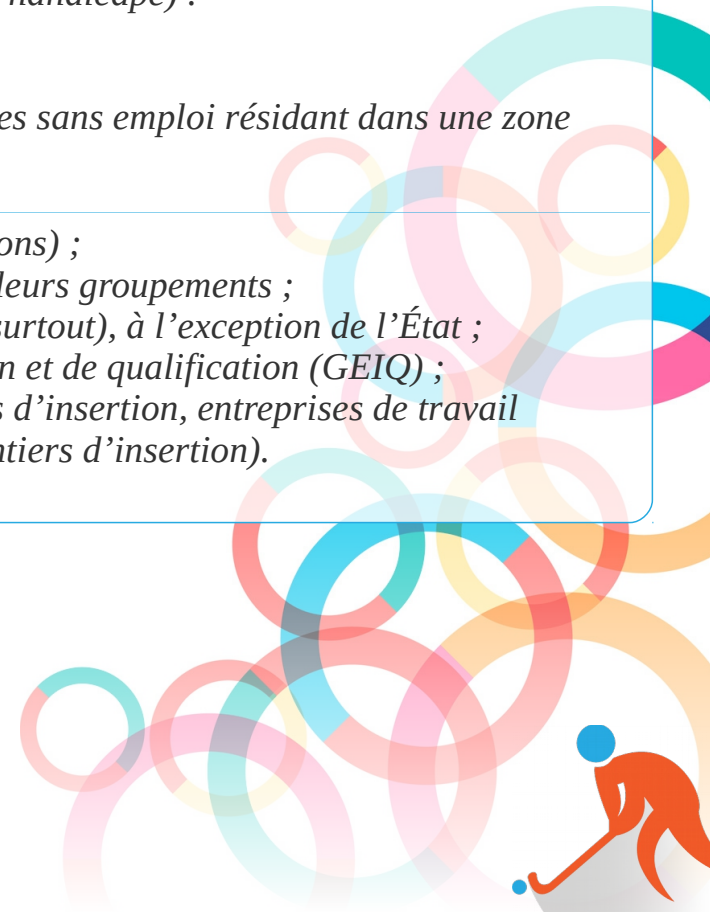 handicapé) :
es sans emploi résidant dans une zone
ons) ;
leurs groupements ;
surtout), à l’exception de l’État ;
n et de qualification (GEIQ) ;
s d’insertion, entreprises de travail
ntiers d’insertion).